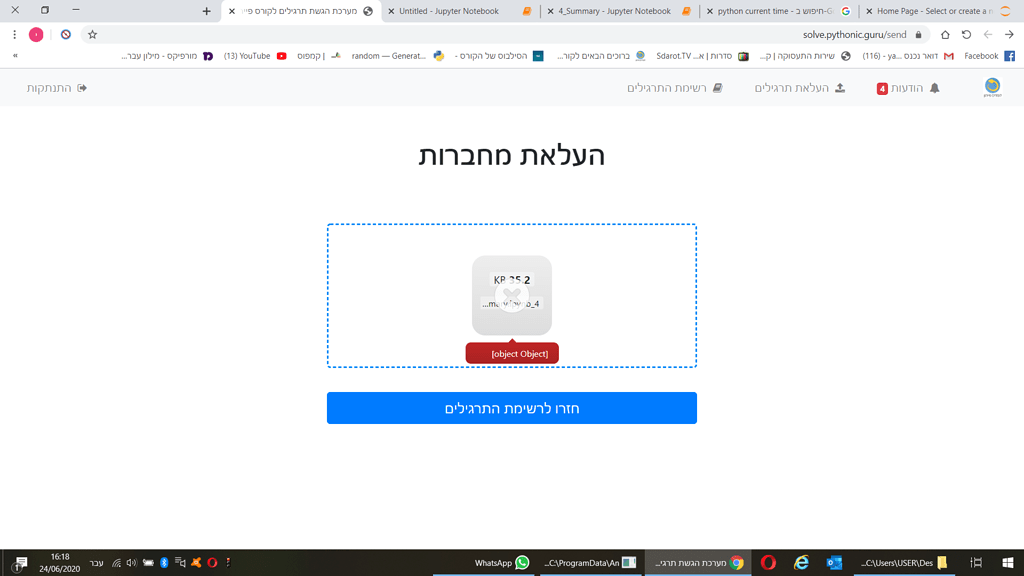 מערכת הגשת תרגילים לקורס פיי
Untitled - Jupyter Notebook
4_Summary - Jupyter Notebook
python current time - חיפוש ב-G
Home Page - Select or create a n
solve.pythonic.guru/send
Facebook
דואר נכנס (116) - ya...
שירות התעסוקה | ק...
סדרות | א... Sdarot.TV
ברוכים הבאים לקור...
הסילבוס של הקורס -
random — Generat...
קמפוס |
(13) YouTube
מורפיקס - מילון עבר...
«
הודעות 4
העלאת תרגילים
רשימת התרגילים
התנתקות
העלאת מחברות
35.2 KB
[object Object]
חזרו לרשימת התרגילים
C:\Users\USER\Des...
מערכת הגשת תרגי...
C:\ProgramData\An...
WhatsApp
עבר
16:18
24/06/2020
1